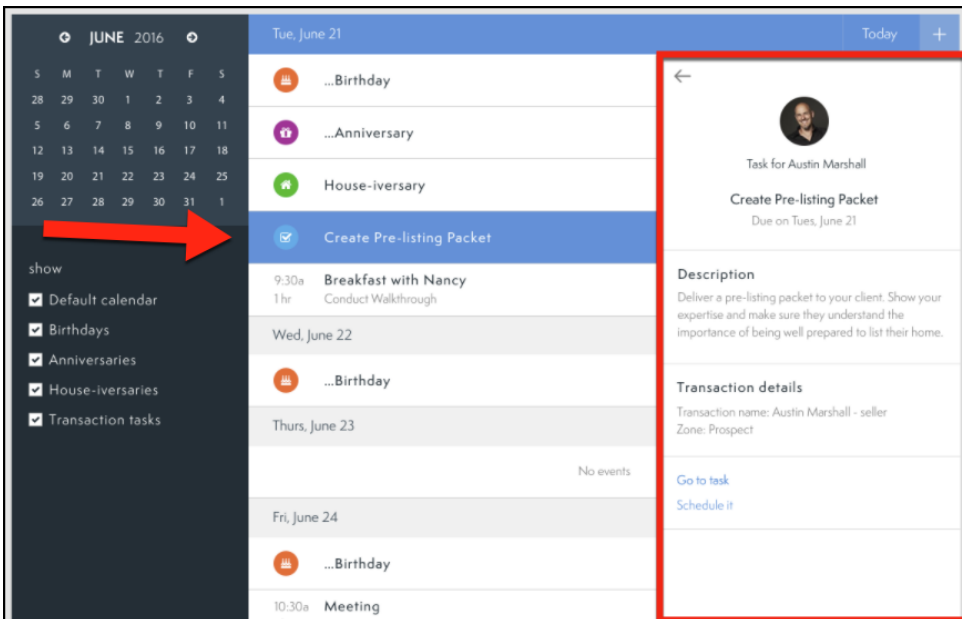 JUNE 2016
S M T W T F S
28 29 30 1 2 3 4
5 6 7 8 9 10 11
12 13 14 15 16 17 18
19 20 21 22 23 24 25
26 27 28 29 30 31 1
show
Default calendar
Birthdays
Anniversaries
House-iversaries
Transaction tasks
Tue, June 21
Today +
...Birthday
...Anniversary
House-iversary
Create Pre-listing Packet
9:30a Breakfast with Nancy
1 hr Conduct Walkthrough
Wed, June 22
...Birthday
Thurs, June 23
No events
Fri, June 24
...Birthday
10:30a Meeting
Task for Austin Marshall
Create Pre-listing Packet
Due on Tues, June 21
Description
Deliver a pre-listing packet to your client. Show your
expertise and make sure they understand the
importance of being well prepared to list their home.
Transaction details
Transaction name: Austin Marshall - seller
Zone: Prospect
Go to task
Schedule it